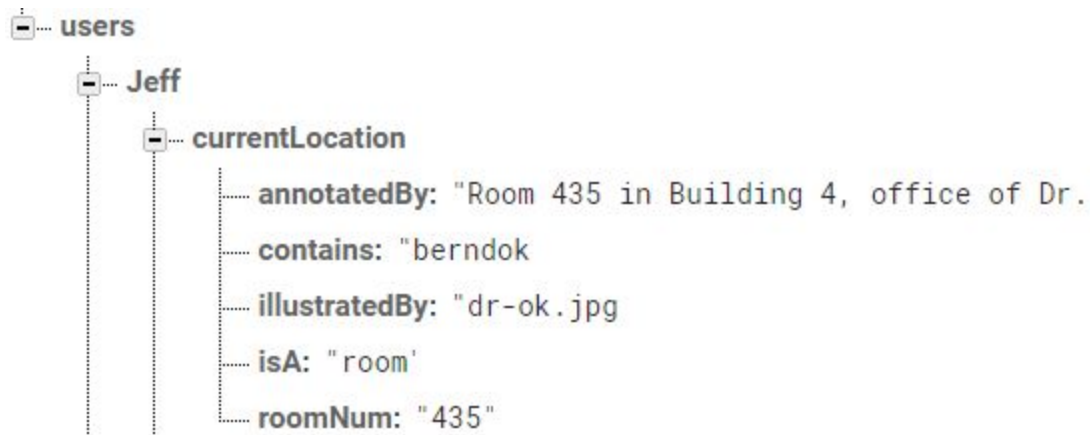 users
Jeff
currentLocation
annotatedBy: "Room 435 in Building 4, office of Dr.
contains: "berndok
illustratedBy: "dr-ok.jpg
isA: "room'
roomNum: "435"